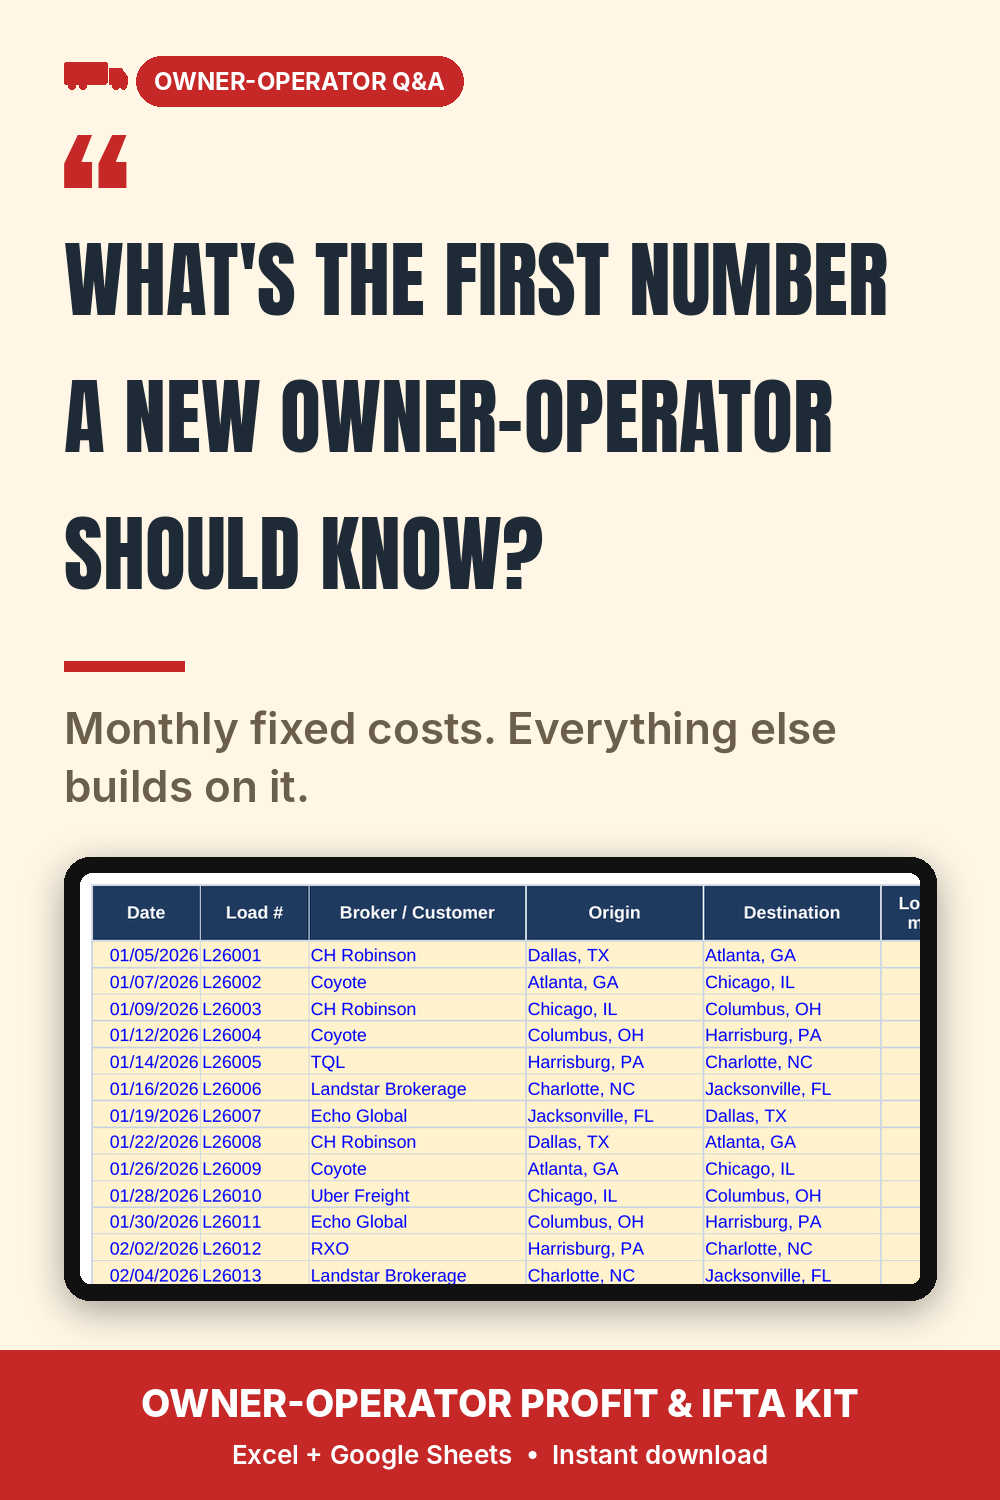 OWNER-OPERATOR Q&A
“
WHAT'S THE FIRST NUMBER
A NEW OWNER-OPERATOR
SHOULD KNOW?
Monthly fixed costs. Everything else
builds on it.
Date Load # Broker / Customer Origin Destination
01/05/2026 L26001 CH Robinson Dallas, TX Atlanta, GA
01/07/2026 L26002 Coyote Atlanta, GA Chicago, IL
01/09/2026 L26003 CH Robinson Chicago, IL Columbus, OH
01/12/2026 L26004 Coyote Columbus, OH Harrisburg, PA
01/14/2026 L26005 TQL Harrisburg, PA Charlotte, NC
01/16/2026 L26006 Landstar Brokerage Charlotte, NC Jacksonville, FL
01/19/2026 L26007 Echo Global Jacksonville, FL Dallas, TX
01/22/2026 L26008 CH Robinson Dallas, TX Atlanta, GA
01/26/2026 L26009 Coyote Atlanta, GA Chicago, IL
01/28/2026 L26010 Uber Freight Chicago, IL Columbus, OH
01/30/2026 L26011 Echo Global Columbus, OH Harrisburg, PA
02/02/2026 L26012 RXO Harrisburg, PA Charlotte, NC
02/04/2026 L26013 Landstar Brokerage Charlotte, NC Jacksonville, FL
OWNER-OPERATOR PROFIT & IFTA KIT
Excel + Google Sheets • Instant download